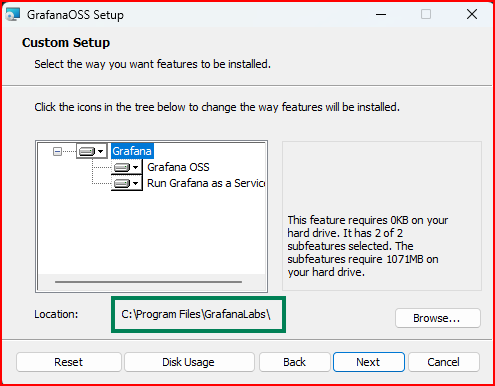 GrafanaOSS Setup
Custom Setup
Select the way you want features to be installed.
Click the icons in the tree below to change the way features will be installed.
Grafana
Grafana OSS
Run Grafana as a Servic
This feature requires 0KB on your
hard drive. It has 2 of 2
subfeatures selected. The
subfeatures require 1071MB on
your hard drive.
Location:
C:\Program Files\GrafanaLabs\
Browse...
Reset
Disk Usage
Back
Next
Cancel